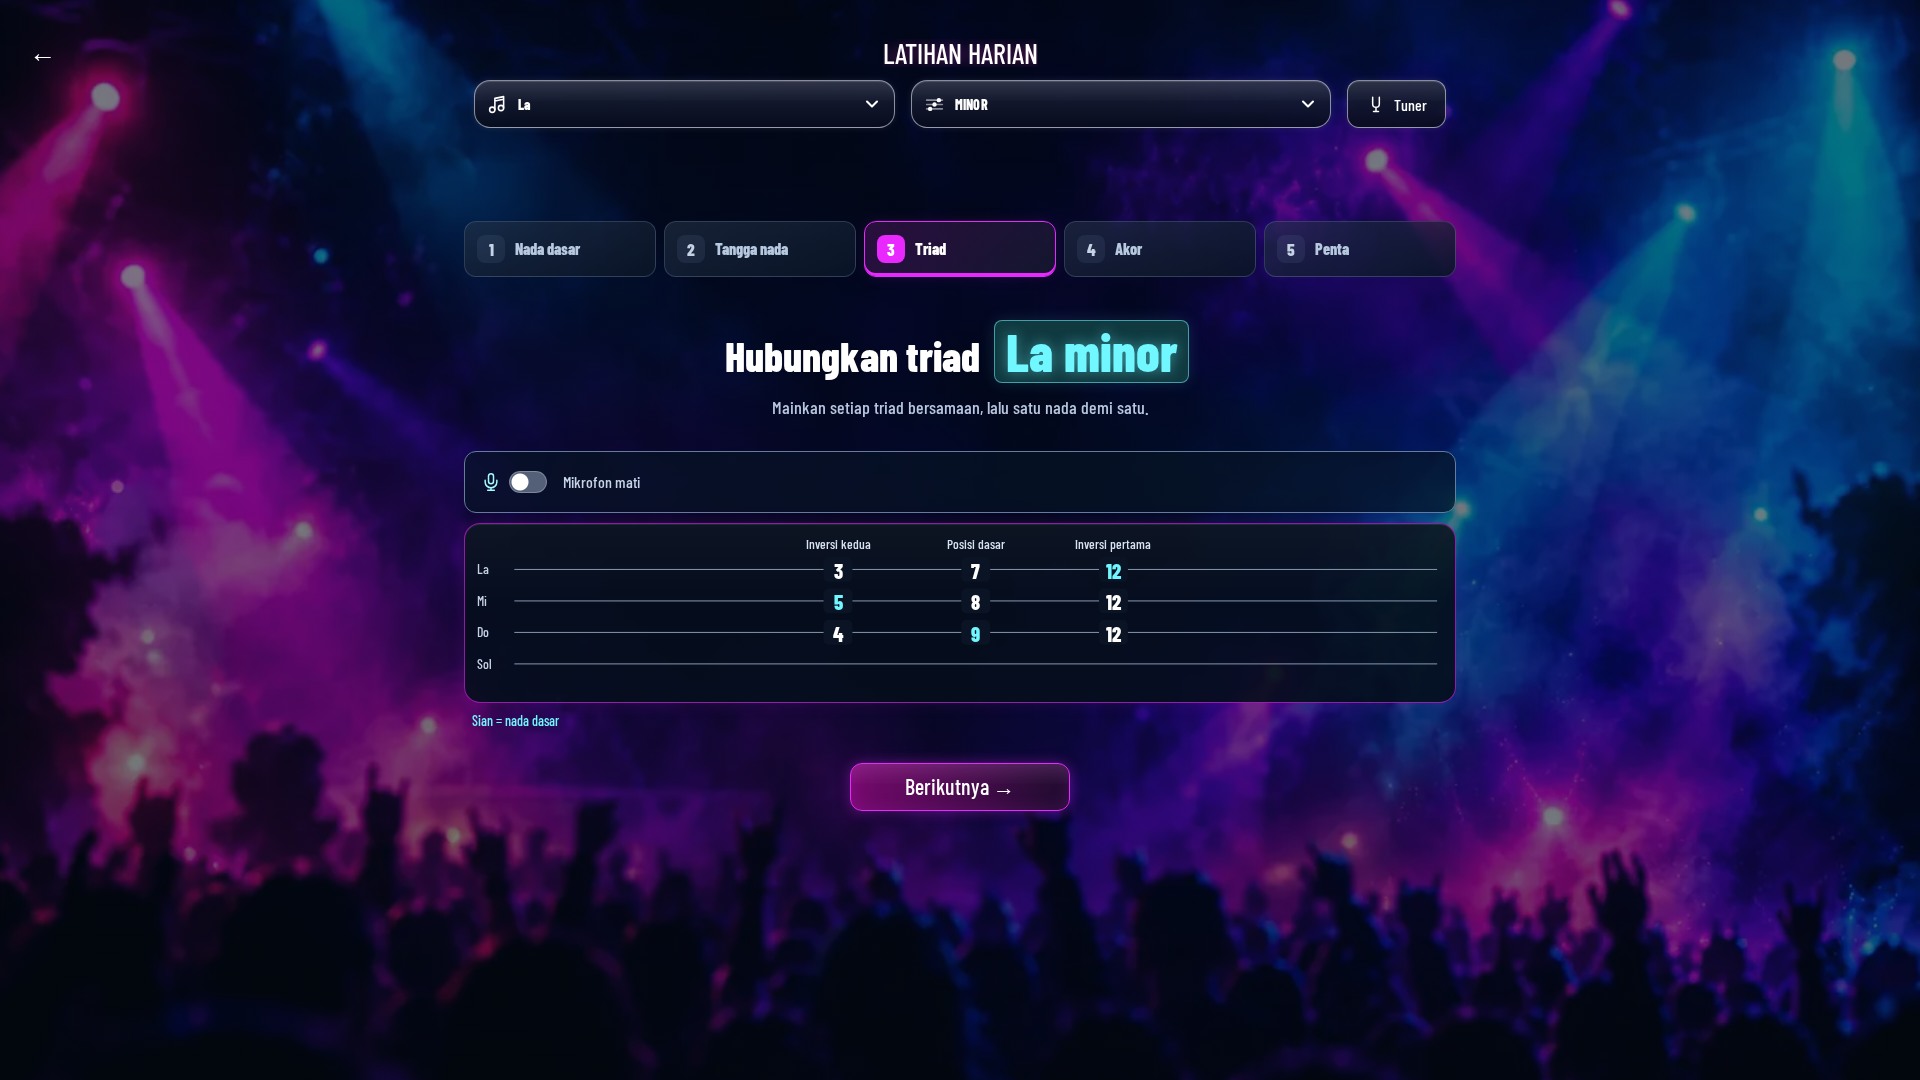 ←
LATIHAN HARIAN
La
MINOR
Tuner
1 Nada dasar
2 Tangga nada
3 Triad
4 Akor
5 Penta
Hubungkan triad La minor
Mainkan setiap triad bersamaan, lalu satu nada demi satu.
Mikrofon mati
Inversi kedua Posisi dasar Inversi pertama
La 3 7 12
Mi 5 8 12
Do 4 9 12
Sol
Sian = nada dasar
Berikutnya →